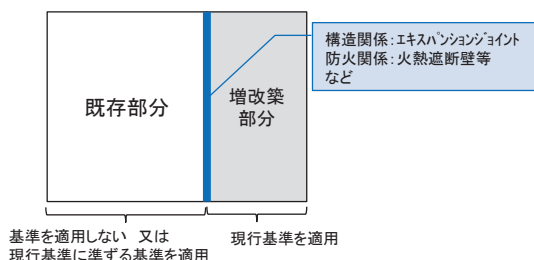 構造関係：エキスパンションジョイント
防火関係：火熱遮断壁等
など
既存部分
増改築
部分
基準を適用しない 又は
現行基準に準ずる基準を適用
現行基準を適用